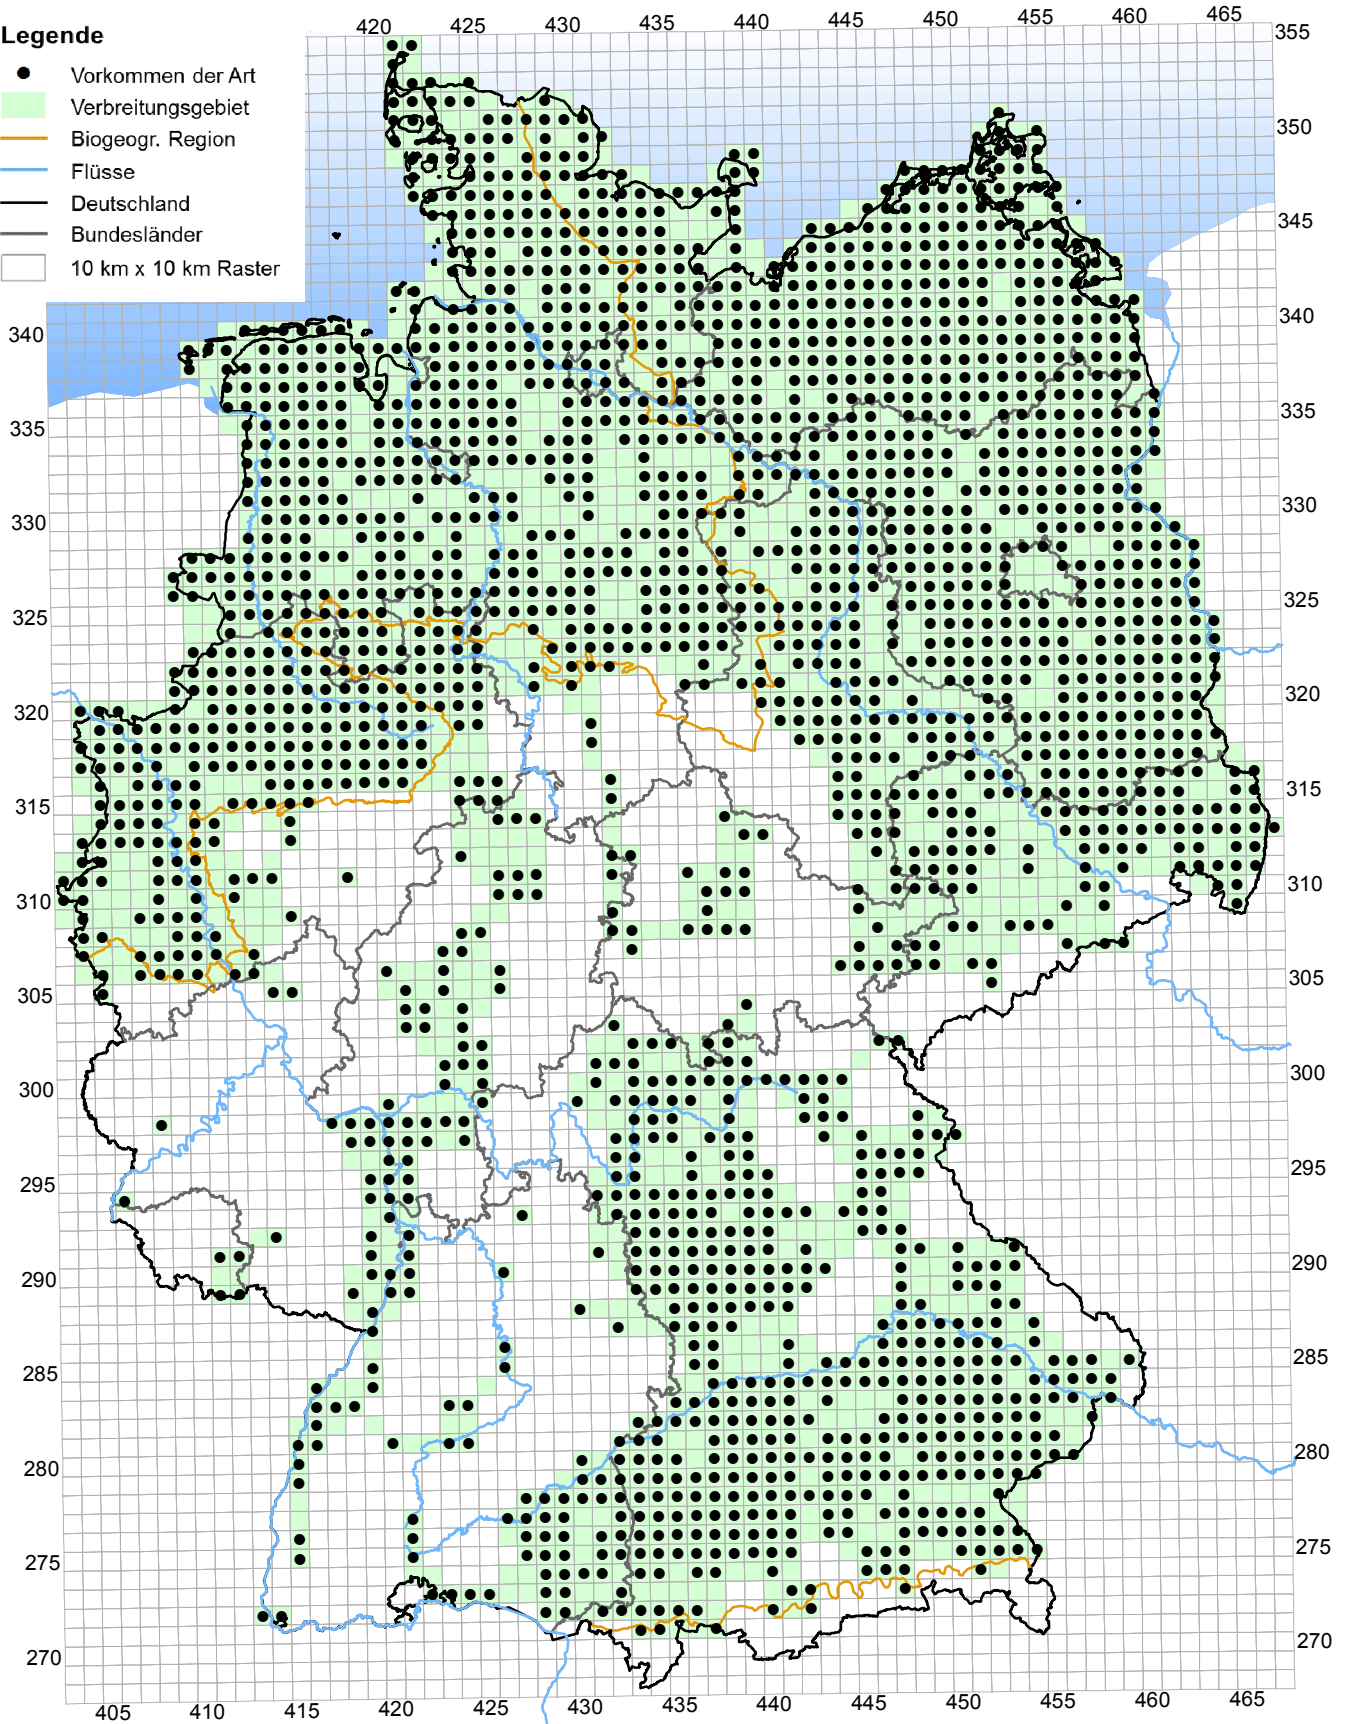 Legende
Vorkommen der Art
Verbreitungsgebiet
Biogeogr. Region
Flüsse
Deutschland
Bundesländer
10 km x 10 km Raster
420 425 430 435 440 445 450 455 460 465
355
350
345
340 340
335 335
330 330
325 325
320 320
315 315
310 310
305 305
300 300
295 295
290 290
285 285
280 280
275 275
270 270
405 410 415 420 425 430 435 440 445 450 455 460 465